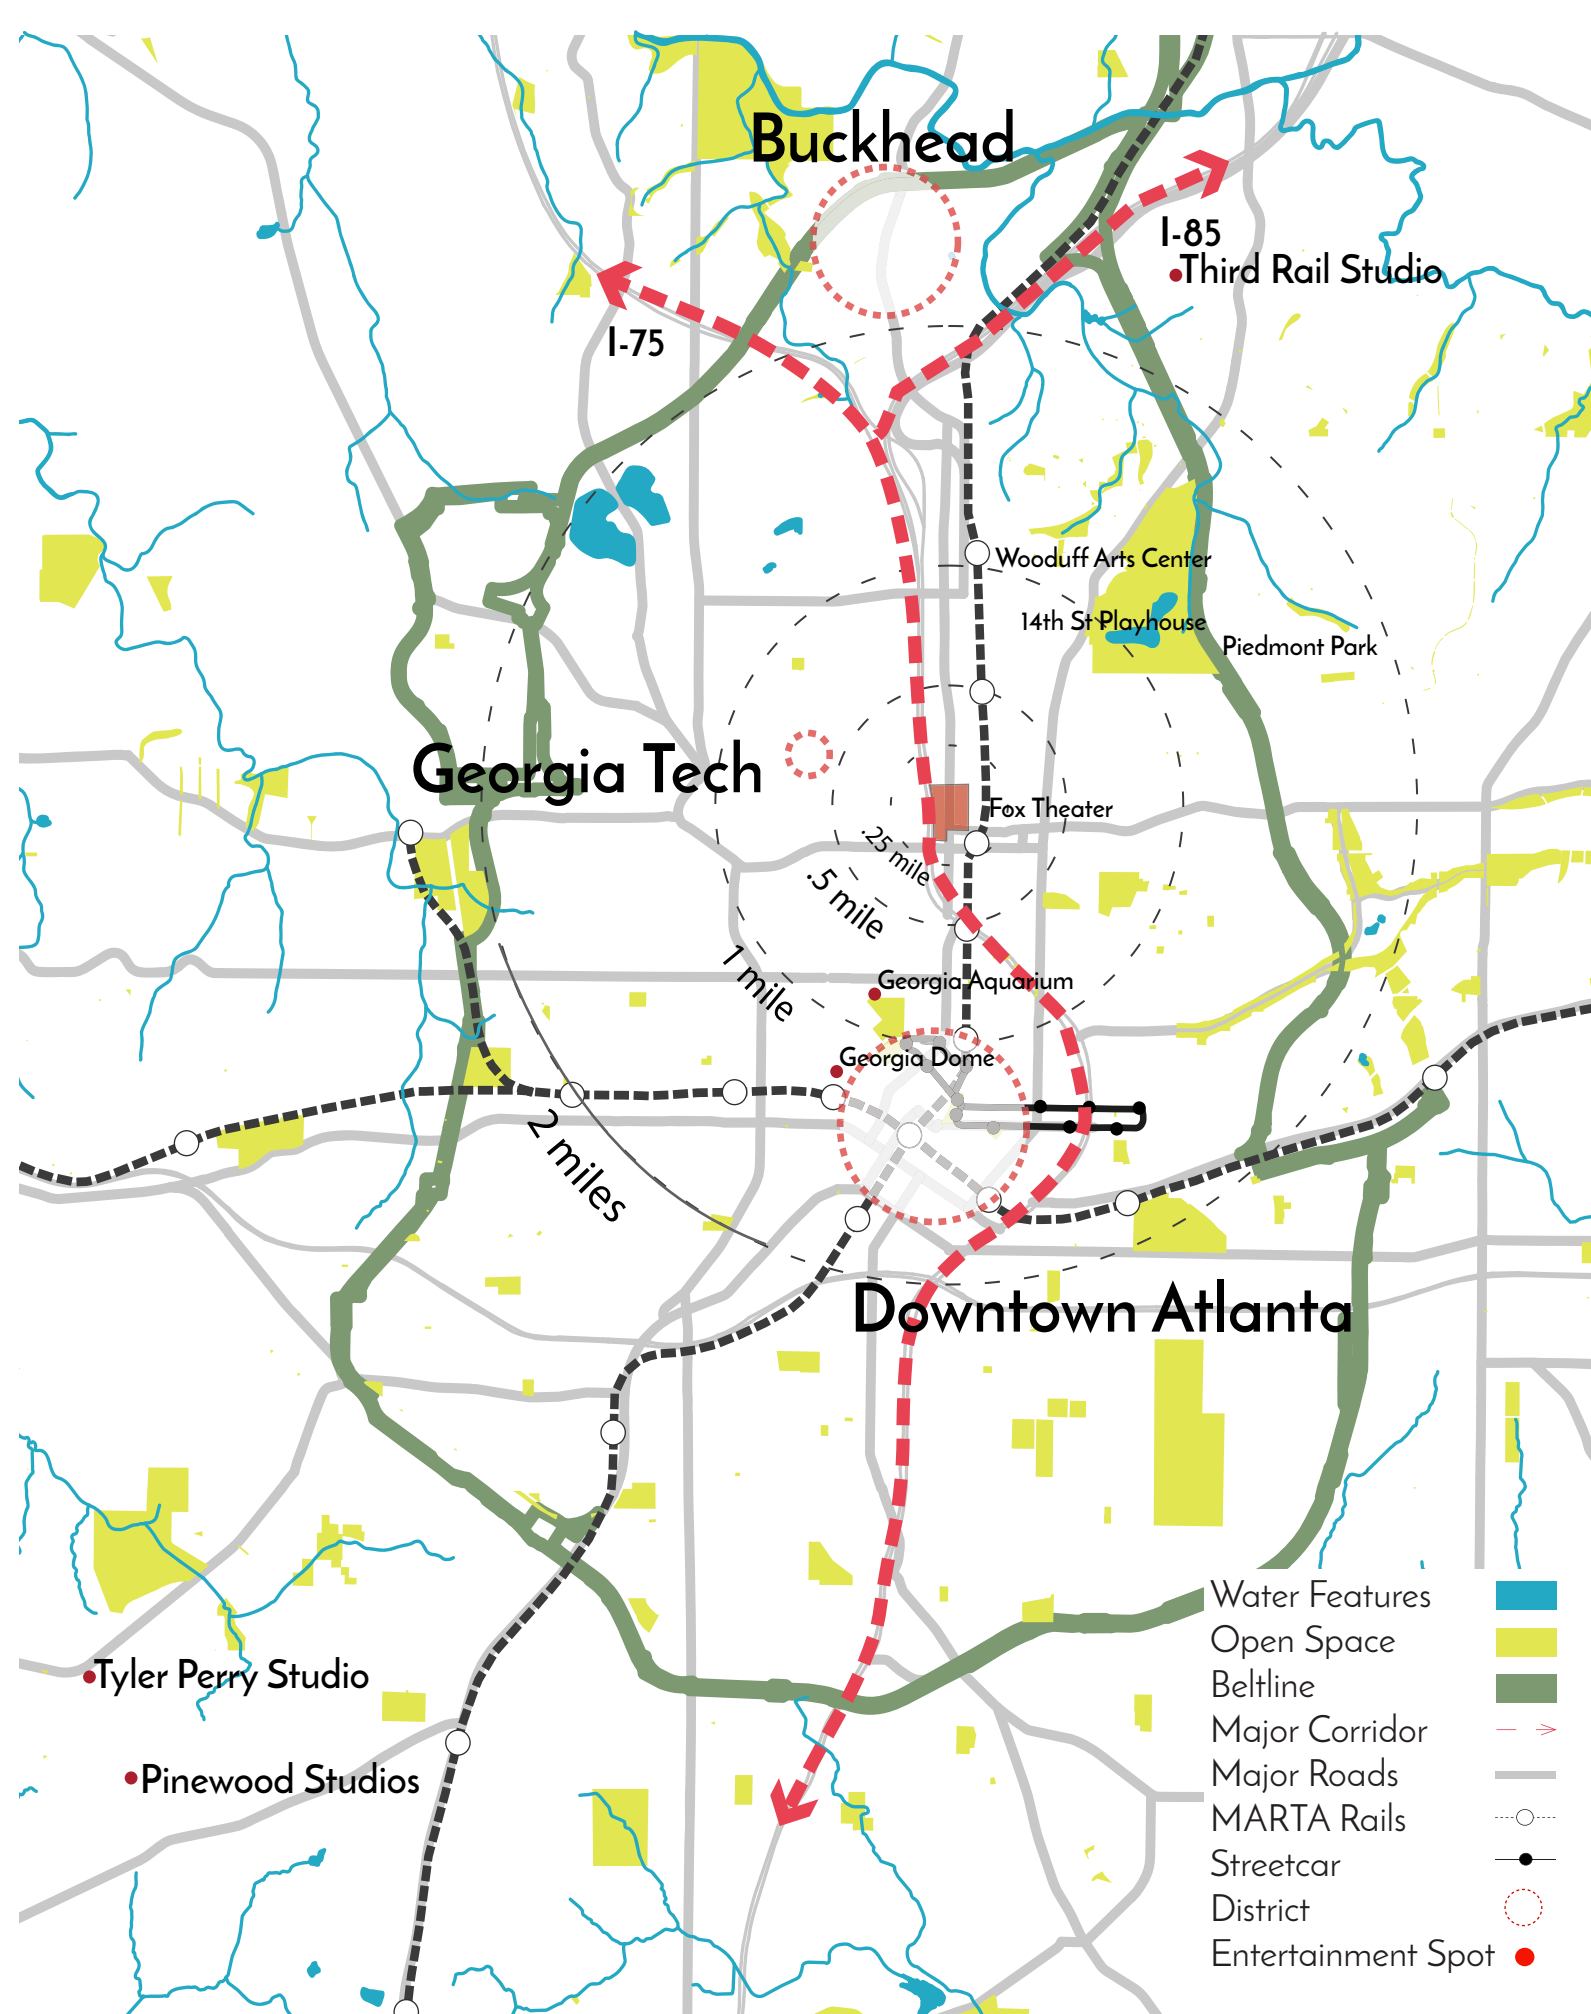 Buckhead
I-85
Third Rail Studio
I-75
Wooduff Arts Center
14th St Playhouse
Piedmont Park
Georgia Tech
Fox Theater
.25 mile
.5 mile
1 mile
Georgia Aquarium
Georgia Dome
2 miles
Downtown Atlanta
Tyler Perry Studio
Pinewood Studios
Water Features
Open Space
Beltline
Major Corridor
Major Roads
MARTA Rails
Streetcar
District
Entertainment Spot